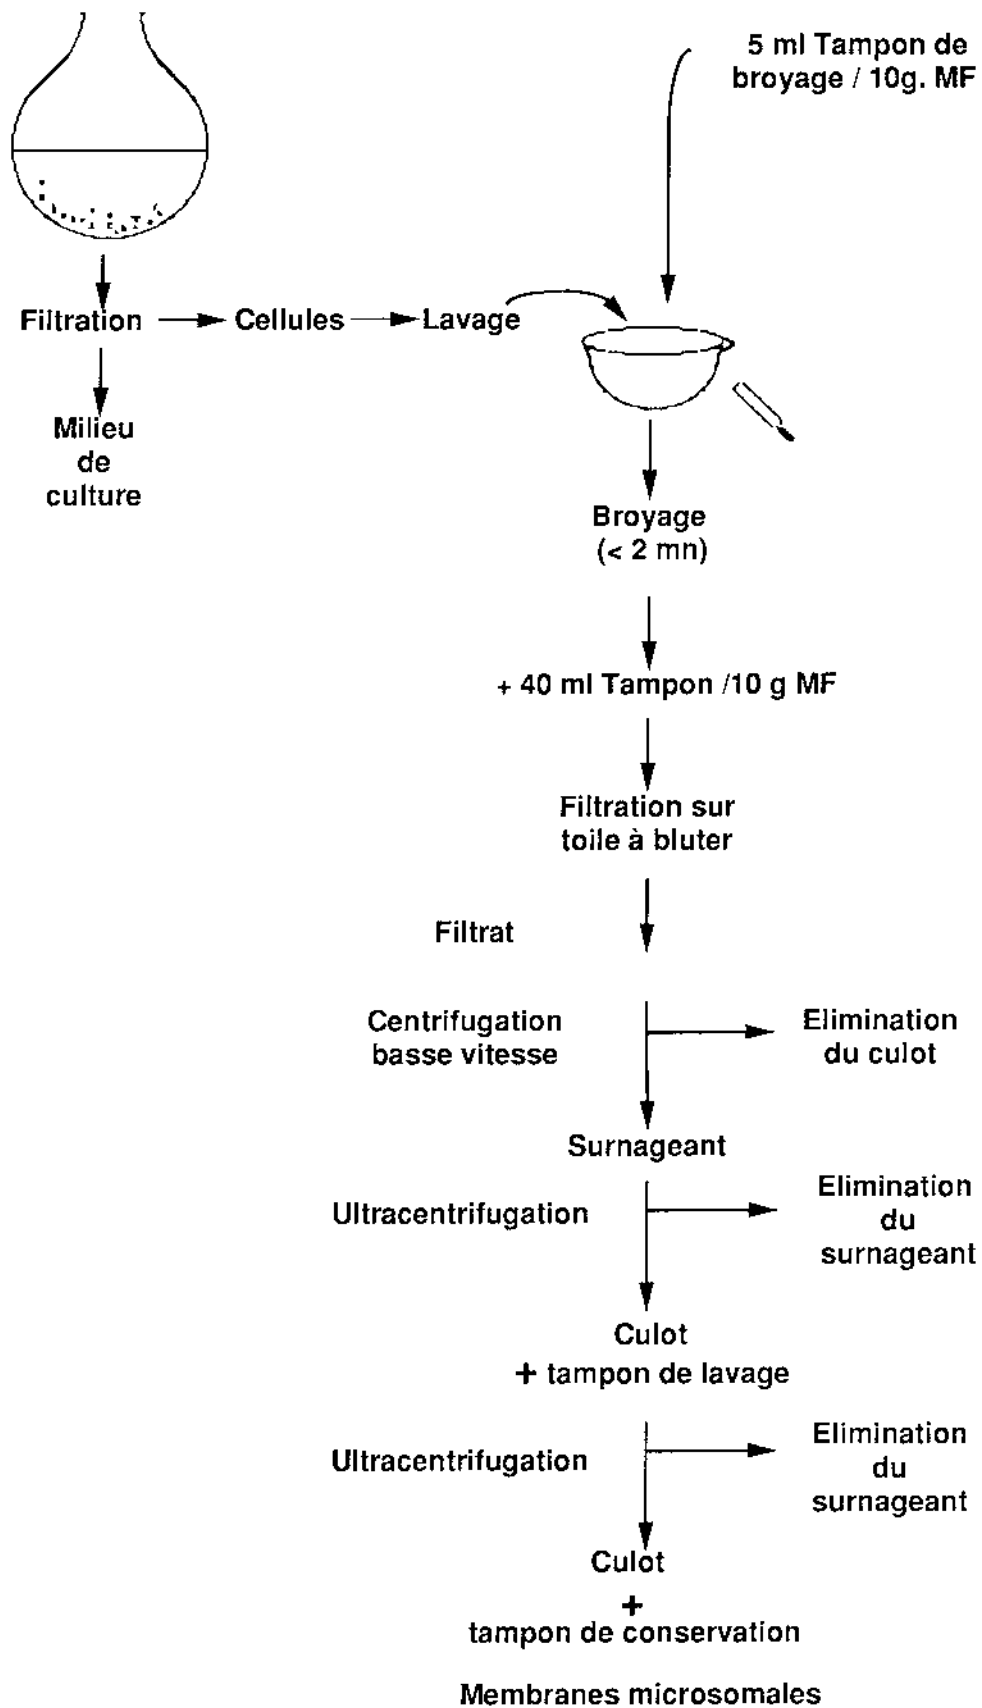 5 ml Tampon de
broyage / 10g. MF
Filtration
Cellules
Lavage
Milieu
de
culture
Broyage
(< 2 mn)
+ 40 ml Tampon /10 g MF
Filtration sur
toile à bluter
Filtrat
Centrifugation
basse vitesse
Elimination
du culot
Surnageant
Ultracentrifugation
Elimination
du
surnageant
Culot
+ tampon de lavage
Ultracentrifugation
Elimination
du
surnageant
Culot
+
tampon de conservation
Membranes microsomales